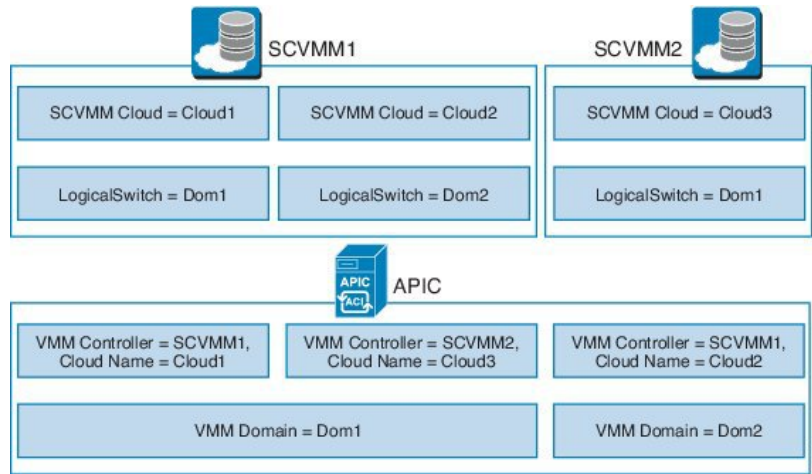 SCVMM1
SCVMM2
SCVMM Cloud = Cloud1
SCVMM Cloud = Cloud2
SCVMM Cloud = Cloud3
LogicalSwitch = Dom1
LogicalSwitch = Dom2
LogicalSwitch = Dom1
APIC
ACI
APIC
VMM Controller = SCVMM1,
Cloud Name = Cloud1
VMM Controller = SCVMM2,
Cloud Name = Cloud3
VMM Controller = SCVMM1,
Cloud Name = Cloud2
VMM Domain = Dom1
VMM Domain = Dom2